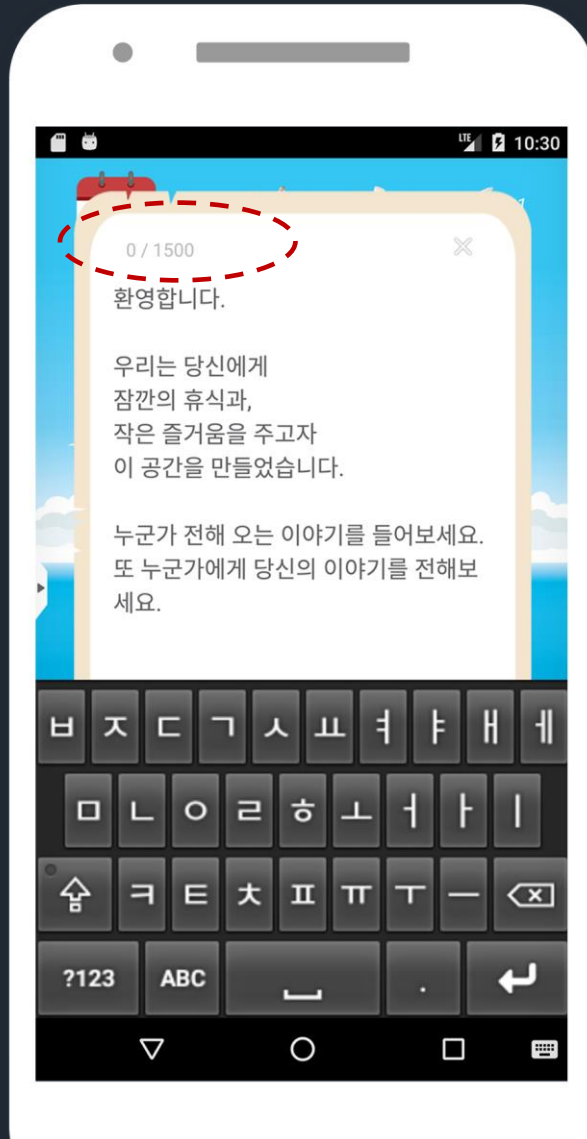 LTE 10:30
0 / 1500
환영합니다.
우리는 당신에게
잠깐의 휴식과,
작은 즐거움을 주고자
이 공간을 만들었습니다.
누군가 전해 오는 이야기를 들어보세요.
또 누군가에게 당신의 이야기를 전해보
세요.
ㅂ ㅈ ㄷ ㄱ ㅅ ㅛ ㅕ ㅑ ㅐ ㅔ
ㅁ ㄴ ㅇ ㄹ ㅎ ㅗ ㅓ ㅏ ㅣ
ㅋ ㅌ ㅊ ㅍ ㅠ ㅜ ㅡ
?123 ABC .